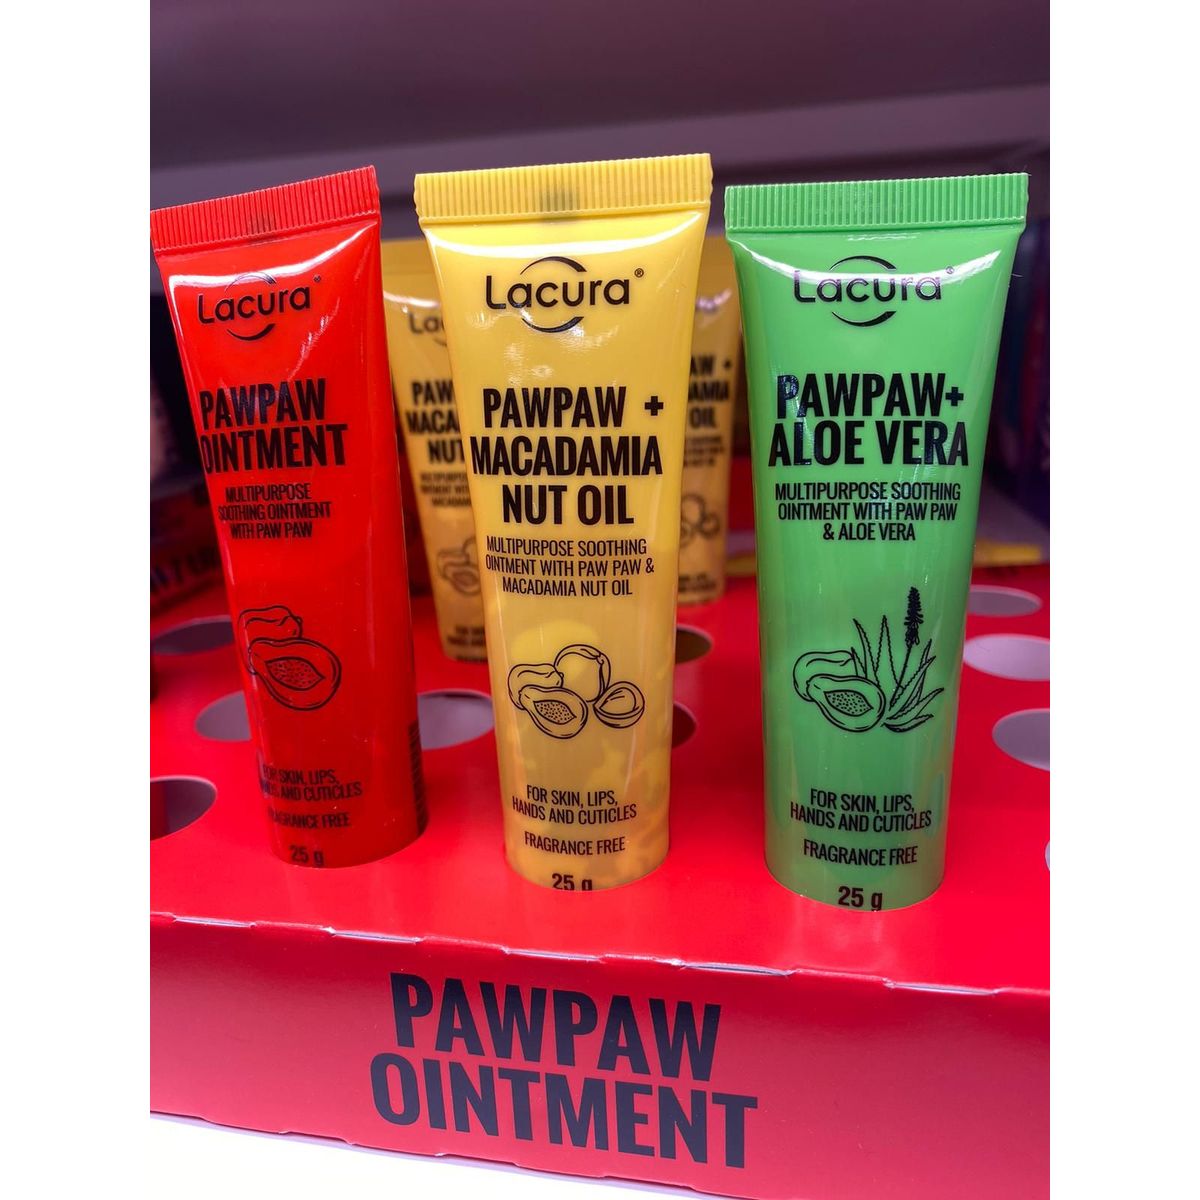 Lacura®
PAWPAW
OINTMENT
MULTIPURPOSE
SOOTHING OINTMENT
WITH PAW PAW
FOR SKIN, LIPS,
HANDS AND CUTICLES
FRAGRANCE FREE
25 g
Lacura®
PAWPAW +
MACADAMIA
NUT OIL
MULTIPURPOSE SOOTHING
OINTMENT WITH PAW PAW &
MACADAMIA NUT OIL
FOR SKIN, LIPS,
HANDS AND CUTICLES
FRAGRANCE FREE
25 g
Lacura®
PAWPAW+
ALOE VERA
MULTIPURPOSE SOOTHING
OINTMENT WITH PAW PAW
& ALOE VERA
FOR SKIN, LIPS,
HANDS AND CUTICLES
FRAGRANCE FREE
25 g
PAWPAW
OINTMENT